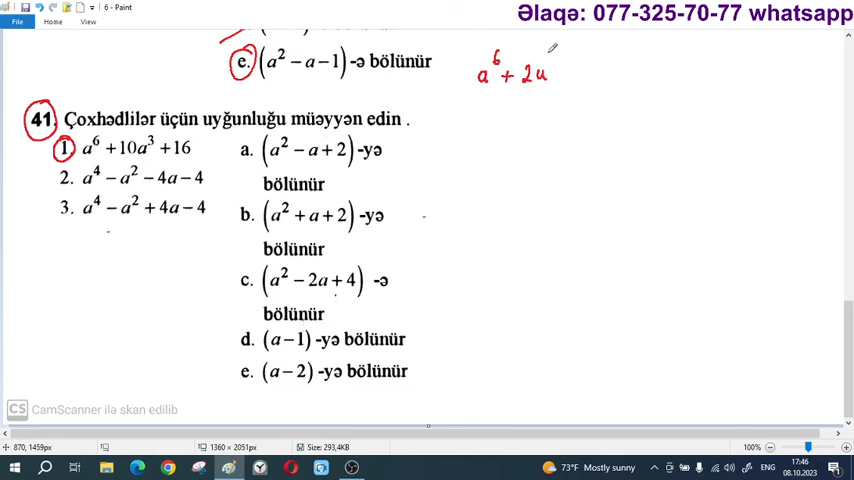 Əlaqə: 077-325-70-77 whatsapp
6 - Paint
File Home View
e. (a² − a − 1) -ə bölünür
a⁶ + 2a
41. Çoxhədlilər üçün uyğunluğu müəyyən edin .
1. a⁶ +10a³ +16
2. a⁴ − a² − 4a − 4
3. a⁴ − a² + 4a − 4
a. (a² − a + 2) -yə
bölünür
b. (a² + a + 2) -yə
bölünür
c. (a² − 2a + 4) -ə
bölünür
d. (a − 1) -yə bölünür
e. (a − 2) -yə bölünür
CS CamScanner ilə skan edilib
870, 1459px 1360 × 2051px Size: 293,4KB 100%
73°F Mostly sunny ENG 17:46
08.10.2023